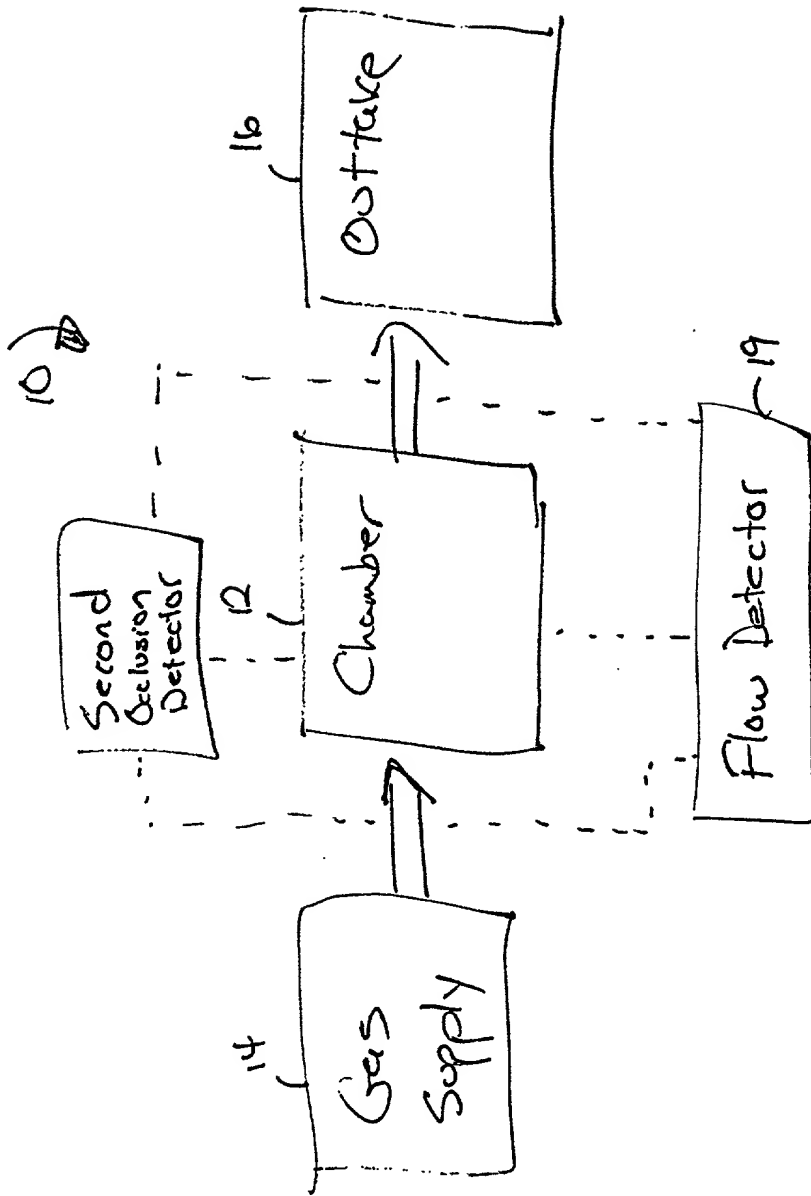 10
Second
Occlusion
Detector
14
Gas
Supply
12
Chamber
16
Outtake
Flow Detector
19